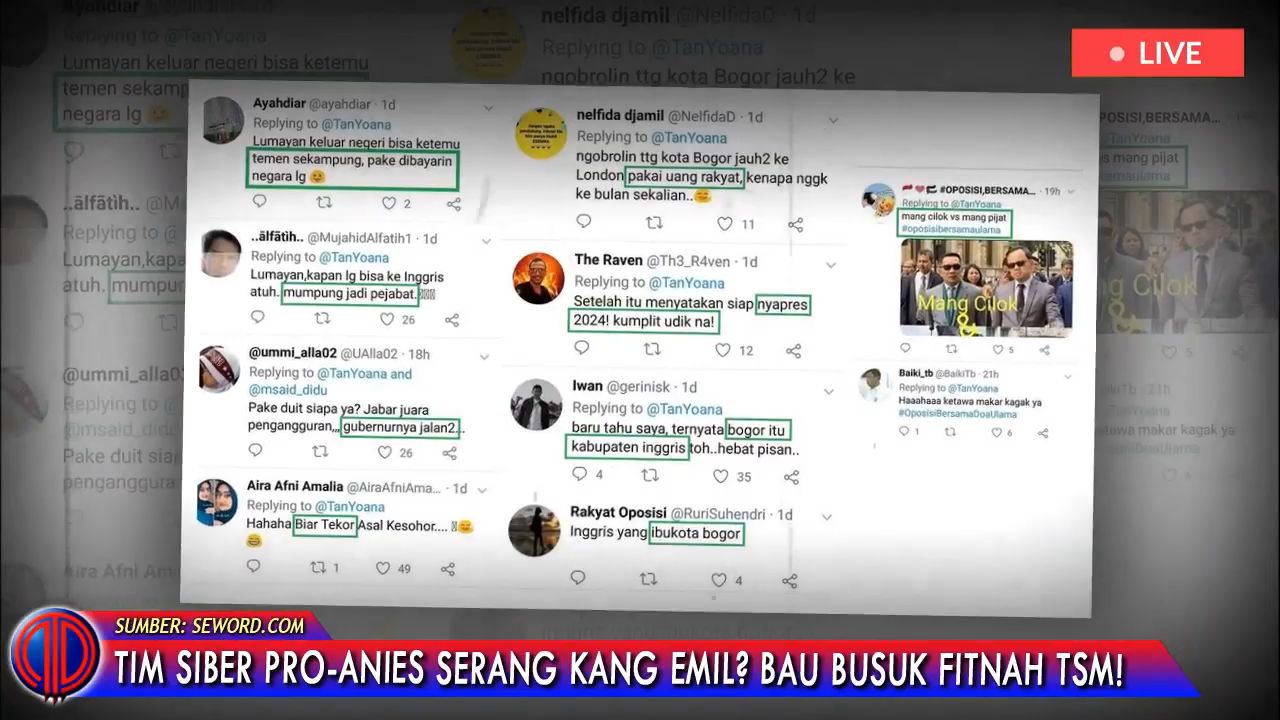 LIVE
Ayahdiar @ayahdiar · 1d
Replying to @TanYoana
Lumayan keluar negeri bisa ketemu
temen sekampung, pake dibayarin
negara lg
2
..ālfātìh.. @MujahidAlfatih1 · 1d
Replying to @TanYoana
Lumayan,kapan lg bisa ke Inggris
atuh. mumpung jadi pejabat.
26
@ummi_alla02 @UAlla02 · 18h
Replying to @TanYoana and
@msaid_didu
Pake duit siapa ya? Jabar juara
pengangguran,,, gubernurnya jalan2...
26
Aira Afni Amalia @AiraAfniAma... · 1d
Replying to @TanYoana
Hahaha Biar Tekor Asal Kesohor....
1 49
nelfida djamil @NelfidaD · 1d
Replying to @TanYoana
ngobrolin ttg kota Bogor jauh2 ke
London pakai uang rakyat, kenapa nggk
ke bulan sekalian..
11
The Raven @Th3_R4ven · 1d
Replying to @TanYoana
Setelah itu menyatakan siap nyapres
2024! kumplit udik na!
12
Iwan @gerinisk · 1d
Replying to @TanYoana
baru tahu saya, ternyata bogor itu
kabupaten inggris toh..hebat pisan..
4 35
Rakyat Oposisi @RuriSuhendri · 1d
Replying to @TanYoana
Inggris yang ibukota bogor
4
#OPOSISI,BERSAMA... · 19h
Replying to @TanYoana
mang cilok vs mang pijat
#oposisibersamaulama
Mang Cilok
&
5
Baiki_tb @BaikiTb · 21h
Replying to @TanYoana
Haaahaaa ketawa makar kagak ya
#OposisiBersamaDoaUlama
1 6
SUMBER: SEWORD.COM
TIM SIBER PRO-ANIES SERANG KANG EMIL? BAU BUSUK FITNAH TSM!